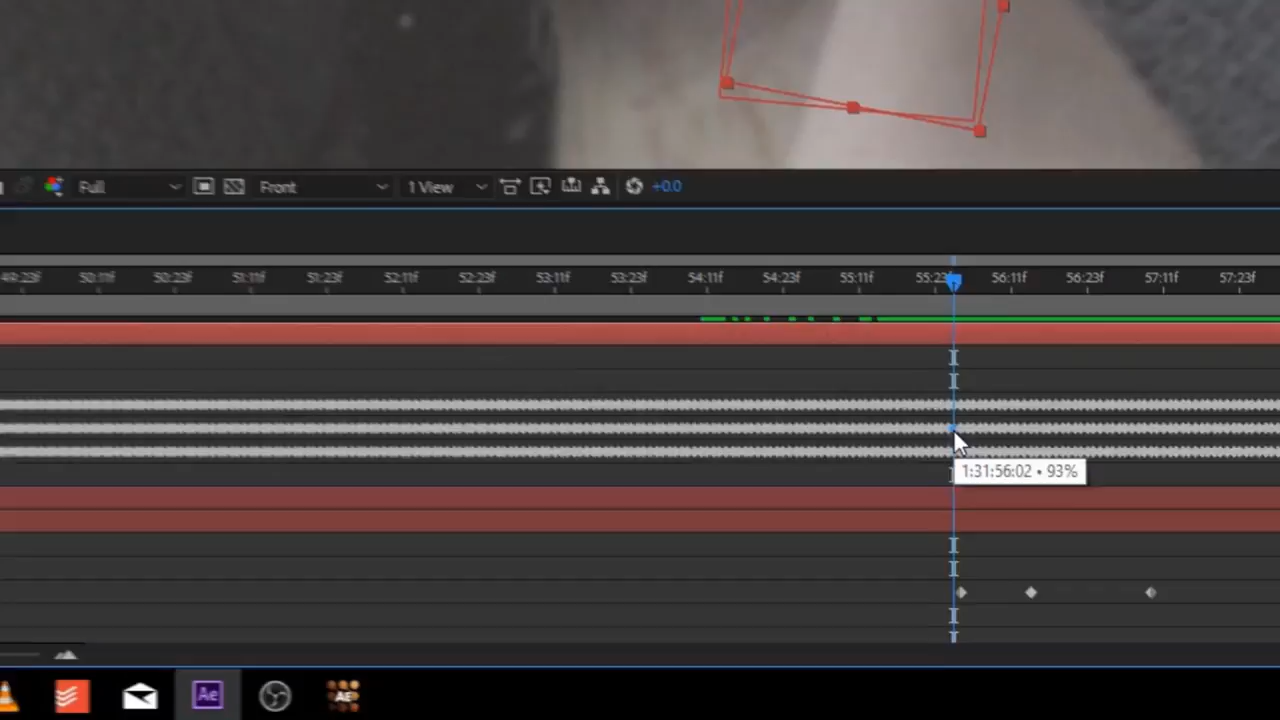 Full Front 1 View +0.0
49:23f 50:11f 50:23f 51:11f 51:23f 52:11f 52:23f 53:11f 53:23f 54:11f 54:23f 55:11f 55:23f 56:11f 56:23f 57:11f 57:23f
1:31:56:02 • 93%
Ae AE